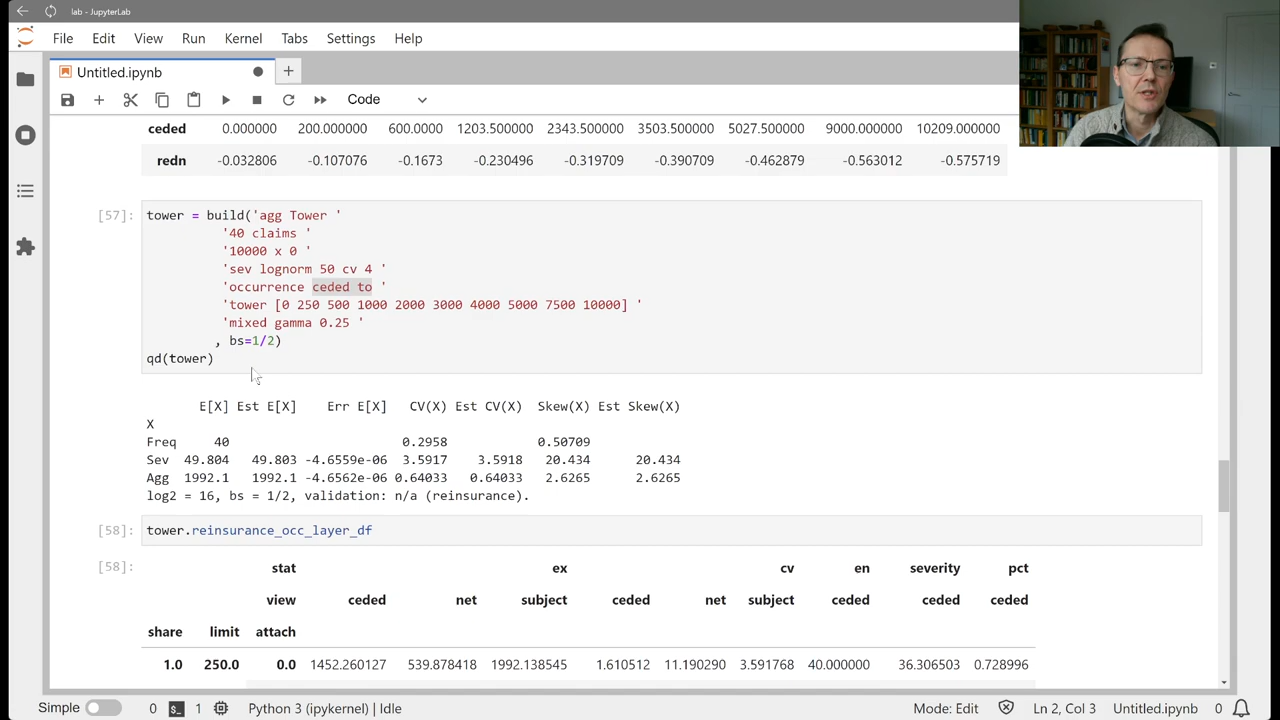 lab - JupyterLab
File Edit View Run Kernel Tabs Settings Help
Untitled.ipynb
Code
ceded 0.000000 200.000000 600.000000 1203.500000 2343.500000 3503.500000 5027.500000 9000.000000 10209.000000
redn -0.032806 -0.107076 -0.1673 -0.230496 -0.319709 -0.390709 -0.462879 -0.563012 -0.575719
[57]: tower = build('agg Tower '
'40 claims '
'10000 x 0 '
'sev lognorm 50 cv 4 '
'occurrence ceded to '
'tower [0 250 500 1000 2000 3000 4000 5000 7500 10000] '
'mixed gamma 0.25 '
, bs=1/2)
qd(tower)
E[X] Est E[X] Err E[X] CV(X) Est CV(X) Skew(X) Est Skew(X)
X
Freq 40 0.2958 0.50709
Sev 49.804 49.803 -4.6559e-06 3.5917 3.5918 20.434 20.434
Agg 1992.1 1992.1 -4.6562e-06 0.64033 0.64033 2.6265 2.6265
log2 = 16, bs = 1/2, validation: n/a (reinsurance).
[58]: tower.reinsurance_occ_layer_df
[58]: stat ex cv en severity pct
view ceded net subject ceded net subject ceded ceded ceded
share limit attach
1.0 250.0 0.0 1452.260127 539.878418 1992.138545 1.610512 11.190290 3.591768 40.000000 36.306503 0.728996
Simple 0 $_ 1 Python 3 (ipykernel) | Idle Mode: Edit Ln 2, Col 3 Untitled.ipynb 0